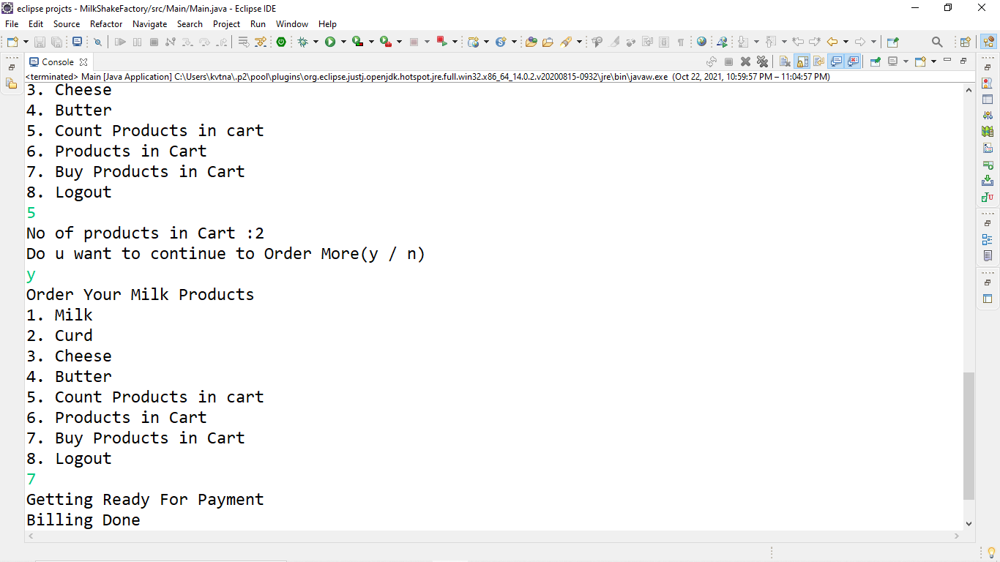 eclipse projcts - MilkShakeFactory/src/Main/Main.java - Eclipse IDE
File Edit Source Refactor Navigate Search Project Run Window Help
Console
<terminated> Main [Java Application] C:\Users\kvtna\.p2\pool\plugins\org.eclipse.justj.openjdk.hotspot.jre.full.win32.x86_64_14.0.2.v20200815-0932\jre\bin\javaw.exe (Oct 22, 2021, 10:59:57 PM – 11:04:57 PM)
3. Cheese
4. Butter
5. Count Products in cart
6. Products in Cart
7. Buy Products in Cart
8. Logout
5
No of products in Cart :2
Do u want to continue to Order More(y / n)
y
Order Your Milk Products
1. Milk
2. Curd
3. Cheese
4. Butter
5. Count Products in cart
6. Products in Cart
7. Buy Products in Cart
8. Logout
7
Getting Ready For Payment
Billing Done